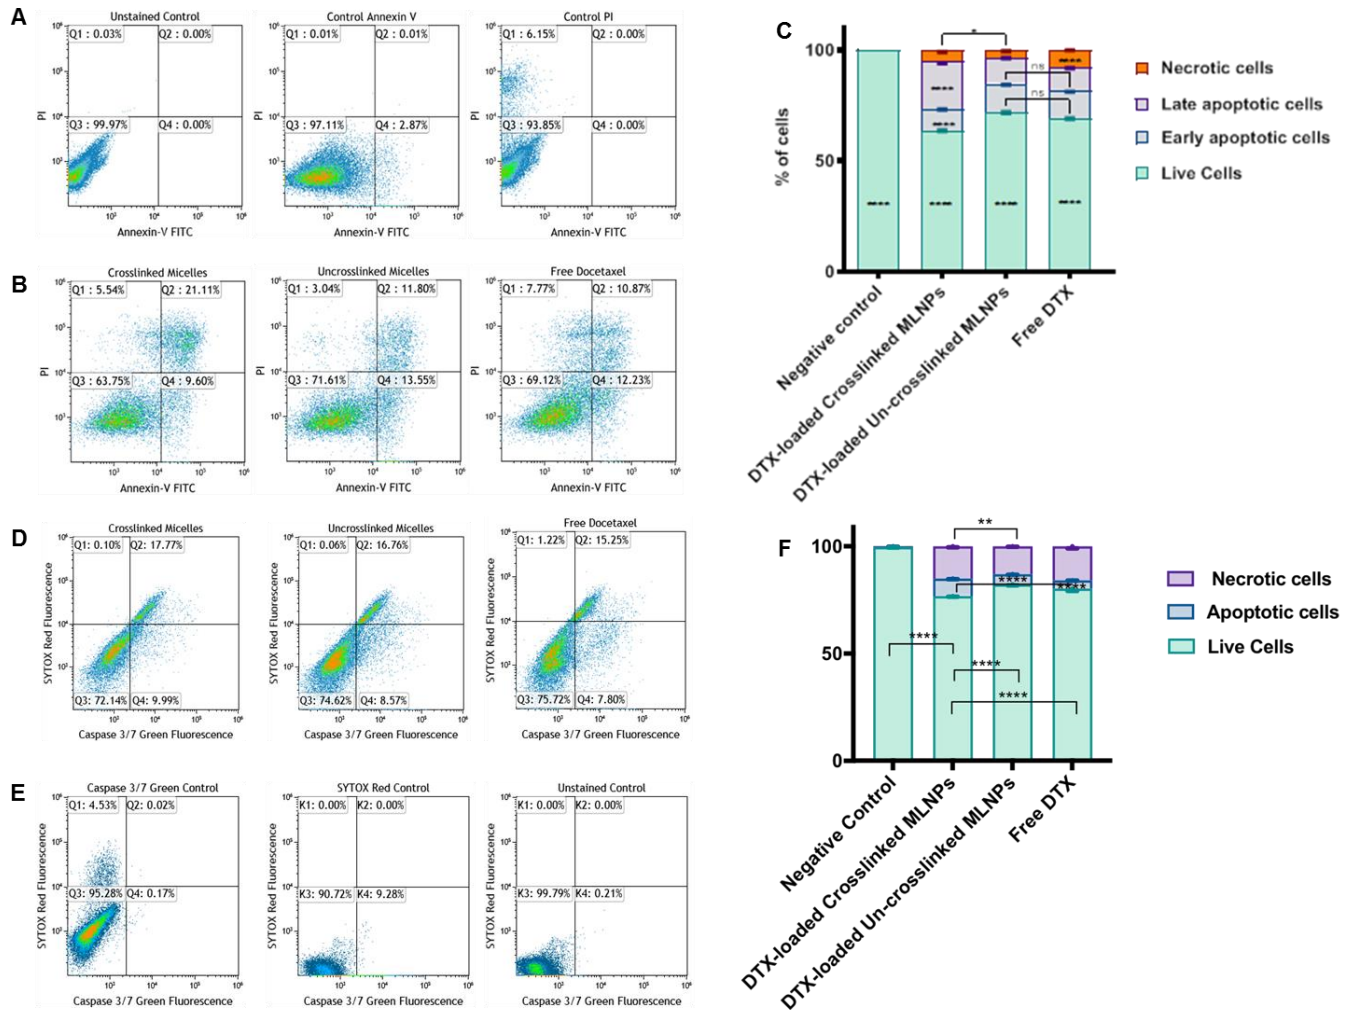 A
Unstained Control
Q1 : 0.03%
Q2 : 0.00%
Q3 : 99.97%
Q4 : 0.00%
PI
Annexin-V FITC
Control Annexin V
Q1 : 0.01%
Q2 : 0.01%
Q3 : 97.11%
Q4 : 2.87%
PI
Annexin-V FITC
Control PI
Q1 : 6.15%
Q2 : 0.00%
Q3 : 93.85%
Q4 : 0.00%
PI
Annexin-V FITC
B
Crosslinked Micelles
Q1 : 5.54%
Q2 : 21.11%
Q3 : 63.75%
Q4 : 9.60%
PI
Annexin-V FITC
Uncrosslinked Micelles
Q1 : 3.04%
Q2 : 11.80%
Q3 : 71.61%
Q4 : 13.55%
PI
Annexin-V FITC
Free Docetaxel
Q1 : 7.77%
Q2 : 10.87%
Q3 : 69.12%
Q4 : 12.23%
PI
Annexin-V FITC
C
% of cells
100
50
0
*
ns
ns
Negative control
DTX-loaded Crosslinked MLNPs
DTX-loaded Un-crosslinked MLNPs
Free DTX
Necrotic cells
Late apoptotic cells
Early apoptotic cells
Live Cells
D
Crosslinked Micelles
Q1: 0.10%
Q2: 17.77%
Q3: 72.14%
Q4: 9.99%
SYTOX Red Fluorescence
Caspase 3/7 Green Fluorescence
Uncrosslinked Micelles
Q1: 0.06%
Q2: 16.76%
Q3: 74.62%
Q4: 8.57%
SYTOX Red Fluorescence
Caspase 3/7 Green Fluorescence
Free Docetaxel
Q1: 1.22%
Q2: 15.25%
Q3: 75.72%
Q4: 7.80%
SYTOX Red Fluorescence
Caspase 3/7 Green Fluorescence
E
Caspase 3/7 Green Control
Q1: 4.53%
Q2: 0.02%
Q3: 95.28%
Q4: 0.17%
SYTOX Red Fluorescence
Caspase 3/7 Green Fluorescence
SYTOX Red Control
K1: 0.00%
K2: 0.00%
K3: 90.72%
K4: 9.28%
SYTOX Red Fluorescence
Caspase 3/7 Green Fluorescence
Unstained Control
K1: 0.00%
K2: 0.00%
K3: 99.79%
K4: 0.21%
SYTOX Red Fluorescence
Caspase 3/7 Green Fluorescence
F
100
50
0
**
****
****
****
****
****
Negative Control
DTX-loaded Crosslinked MLNPs
DTX-loaded Un-crosslinked MLNPs
Free DTX
Necrotic cells
Apoptotic cells
Live Cells